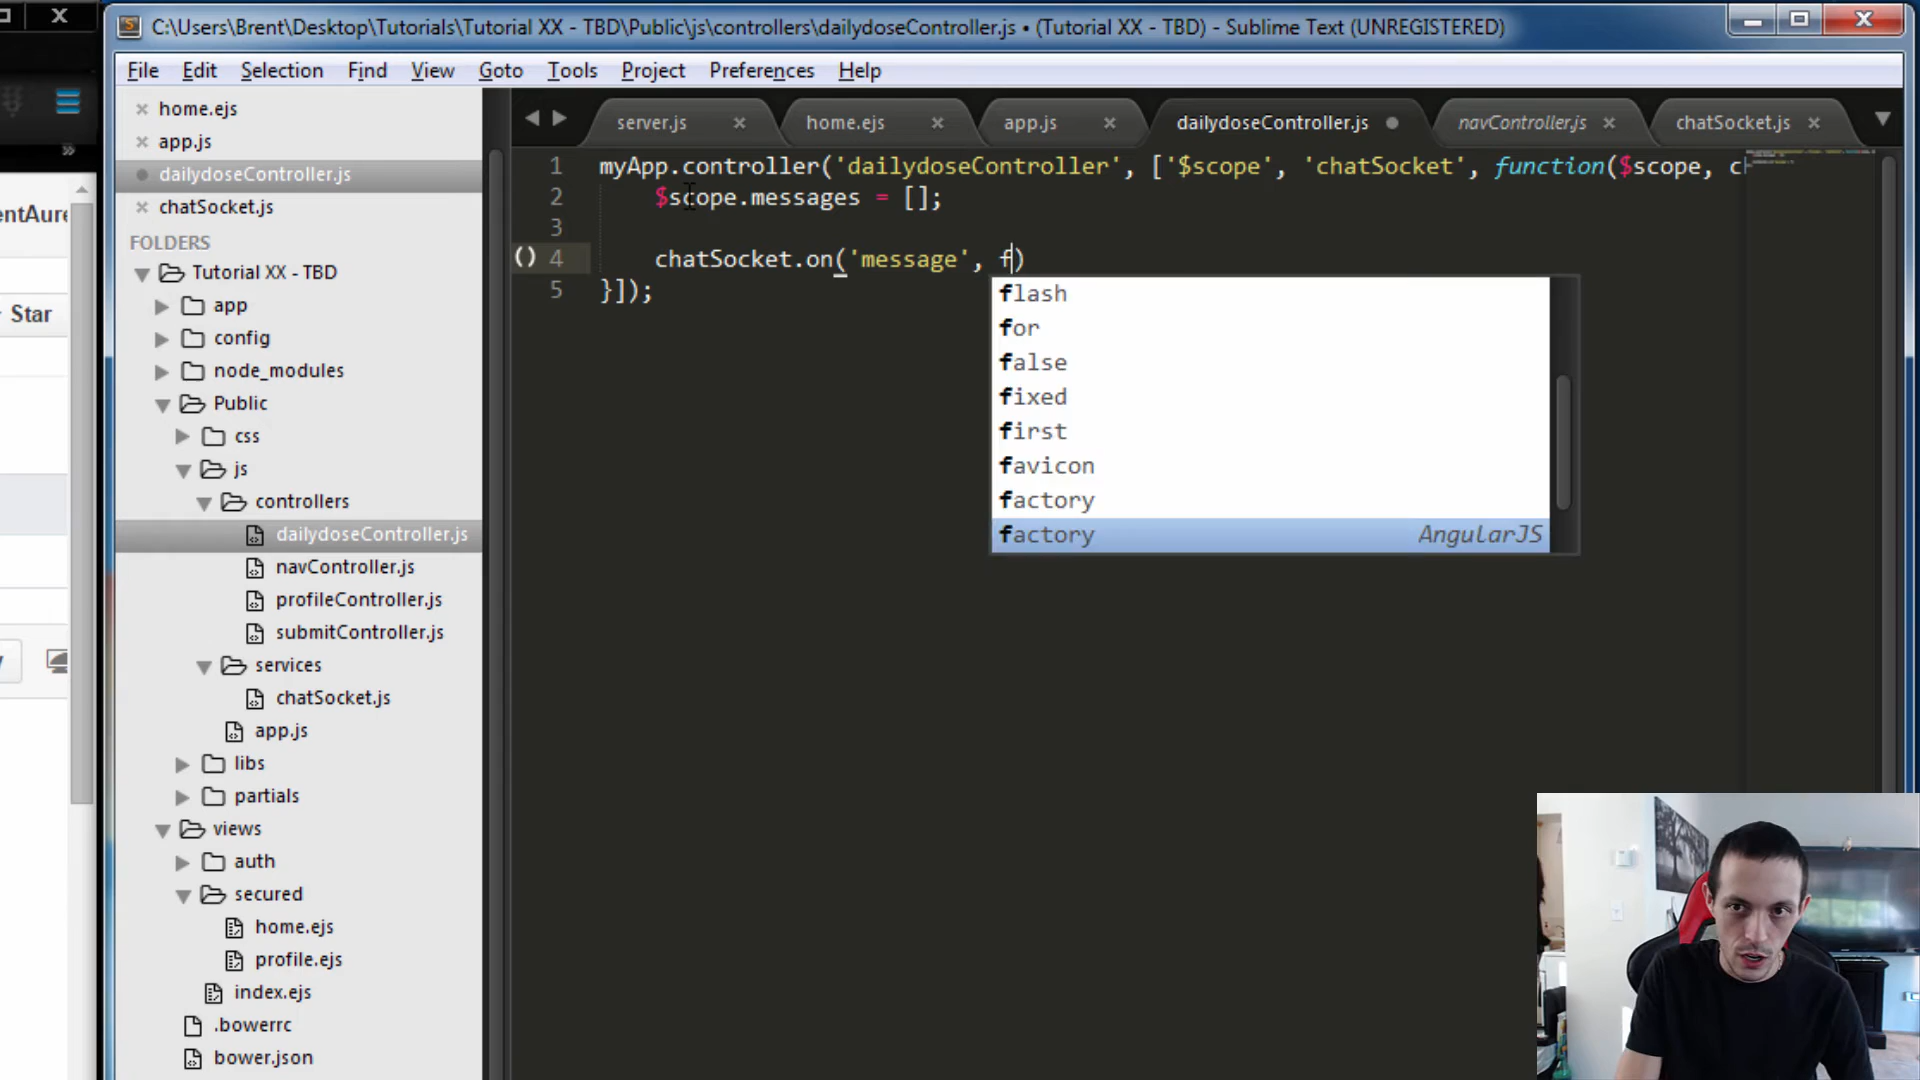 C:\Users\Brent\Desktop\Tutorials\Tutorial XX - TBD\Public\js\controllers\dailydoseController.js • (Tutorial XX - TBD) - Sublime Text (UNREGISTERED)
File Edit Selection Find View Goto Tools Project Preferences Help
home.ejs
app.js
dailydoseController.js
chatSocket.js
FOLDERS
Tutorial XX - TBD
app
config
node_modules
Public
css
js
controllers
dailydoseController.js
navController.js
profileController.js
submitController.js
services
chatSocket.js
app.js
libs
partials
views
auth
secured
home.ejs
profile.ejs
index.ejs
.bowerrc
bower.json
server.js home.ejs app.js dailydoseController.js navController.js chatSocket.js
1 myApp.controller('dailydoseController', ['$scope', 'chatSocket', function($scope, c
2 $scope.messages = [];
3
4 chatSocket.on('message', f)
5 }]);
flash
for
false
fixed
first
favicon
factory
factory AngularJS
entAure
Star